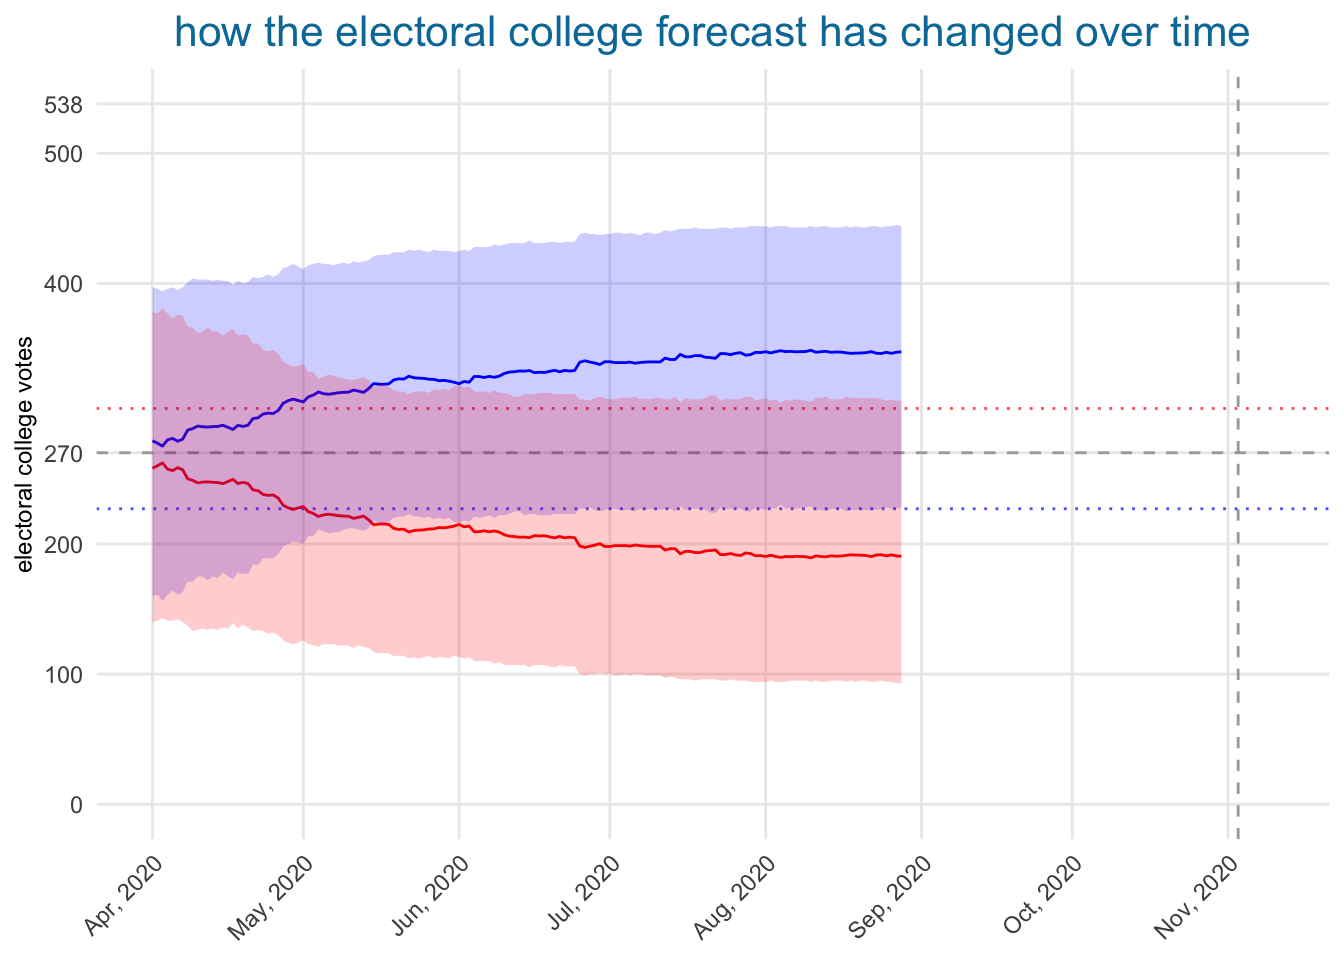 how the electoral college forecast has changed over time
538
500
400
270
200
100
0
electoral college votes
Apr, 2020
May, 2020
Jun, 2020
Jul, 2020
Aug, 2020
Sep, 2020
Oct, 2020
Nov, 2020